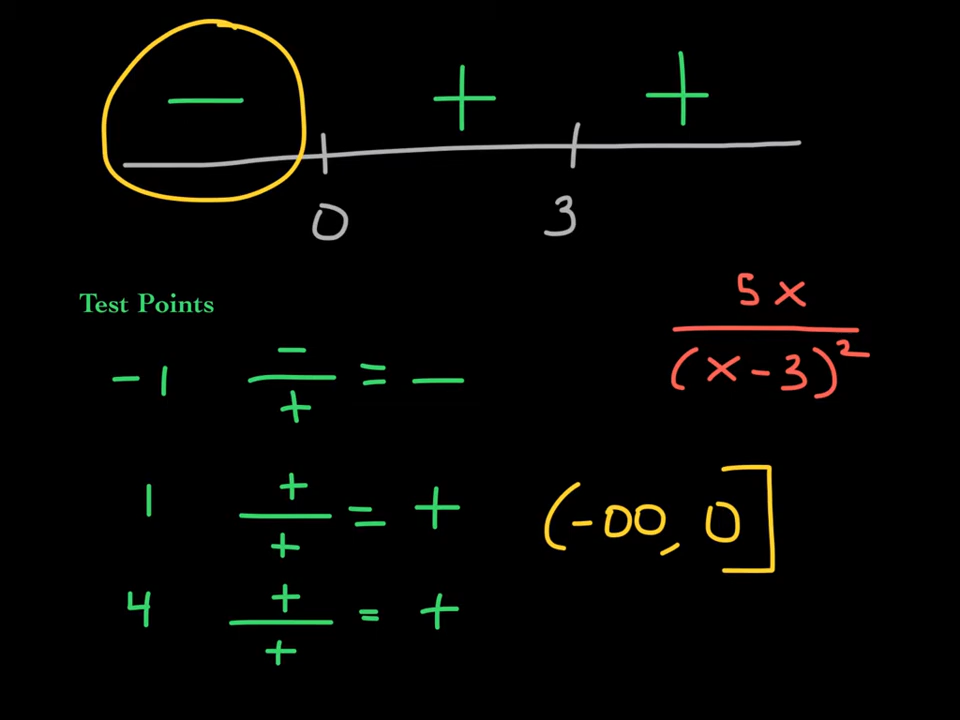 — + +
0 3
Test Points
5x
(x-3)²
-1 -/+ = -
1 +/+ = +
(-∞, 0]
4 +/+ = +